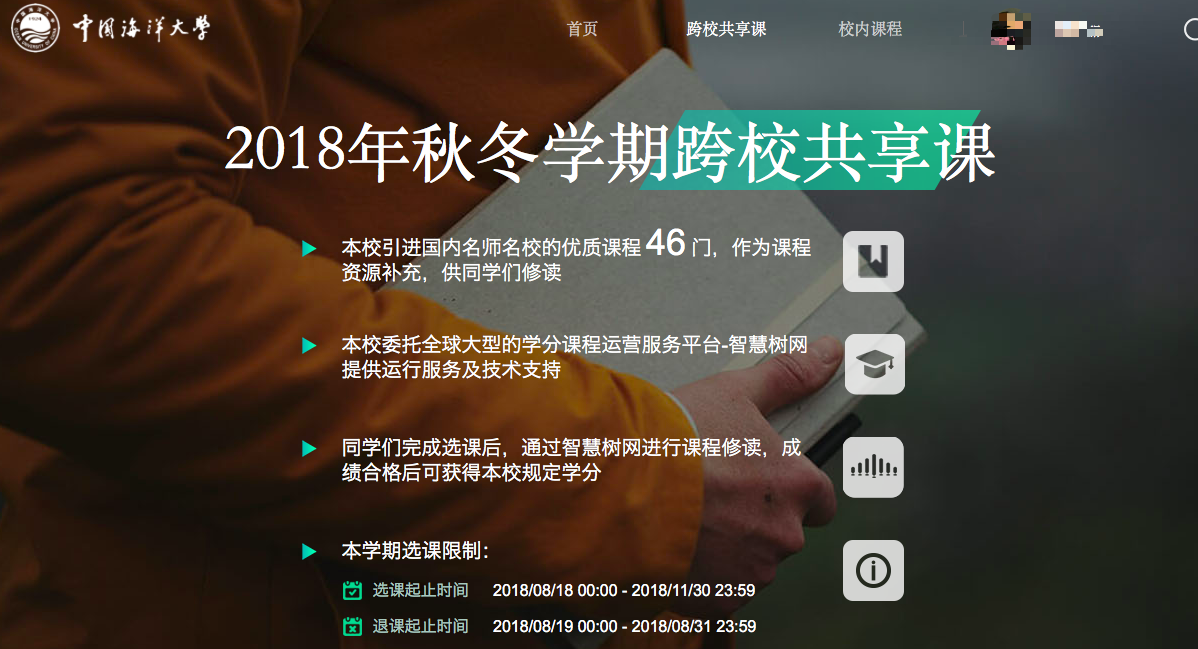 中国海洋大学
首页
跨校共享课
校内课程
2018年秋冬学期跨校共享课
本校引进国内名师名校的优质课程 46 门，作为课程
资源补充，供同学们修读
本校委托全球大型的学分课程运营服务平台-智慧树网
提供运行服务及技术支持
同学们完成选课后，通过智慧树网进行课程修读，成
绩合格后可获得本校规定学分
本学期选课限制：
选课起止时间 2018/08/18 00:00 - 2018/11/30 23:59
退课起止时间 2018/08/19 00:00 - 2018/08/31 23:59